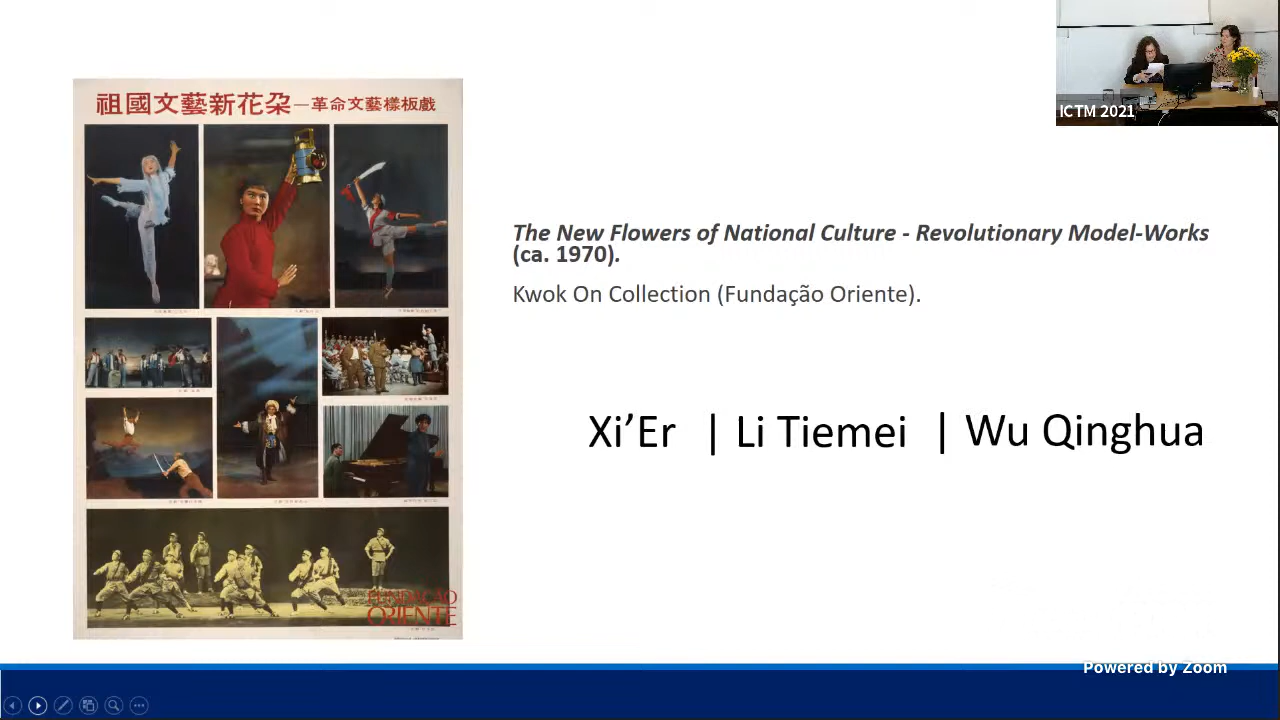 祖國文藝新花朵—革命文藝樣板戲
ICTM 2021
The New Flowers of National Culture - Revolutionary Model-Works
(ca. 1970).
Kwok On Collection (Fundação Oriente).
Xi’Er | Li Tiemei | Wu Qinghua
FUNDAÇÃO
ORIENTE
Powered by Zoom